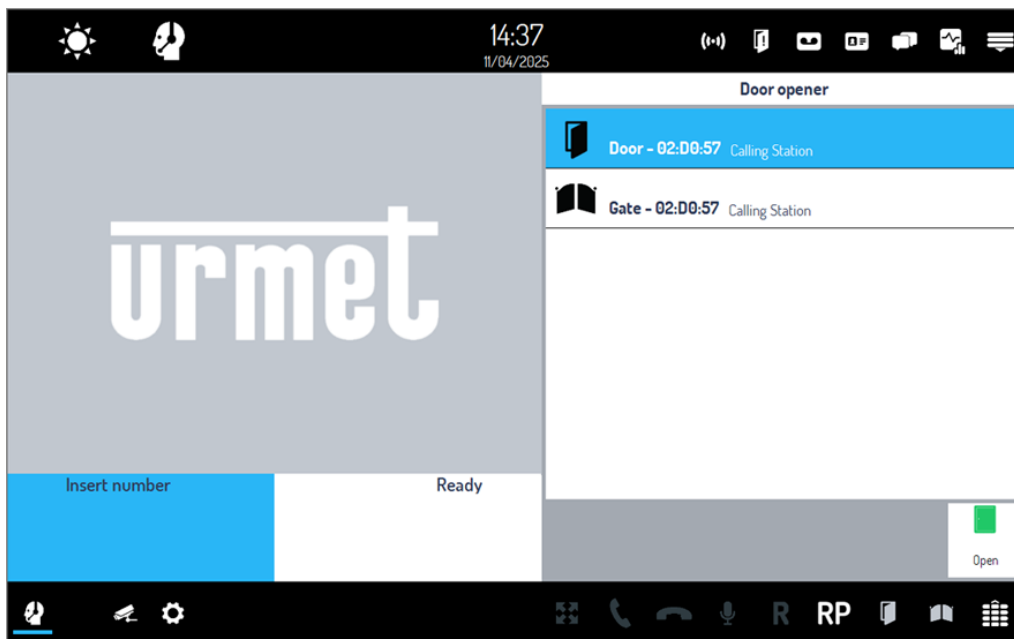 14:37
11/04/2025
Door opener
Door - 02:D0:57 Calling Station
Gate - 02:D0:57 Calling Station
urmet
Insert number
Ready
Open
R
RP